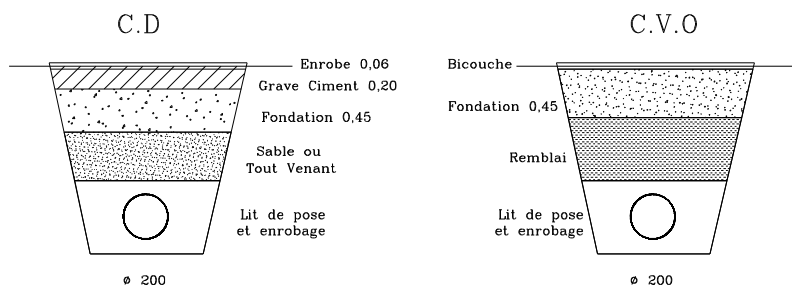 C.D
Enrobe 0,06
Grave Ciment 0,20
Fondation 0,45
Sable ou
Tout Venant
Lit de pose
et enrobage
ø 200
C.V.O
Bicouche
Fondation 0,45
Remblai
Lit de pose
et enrobage
ø 200